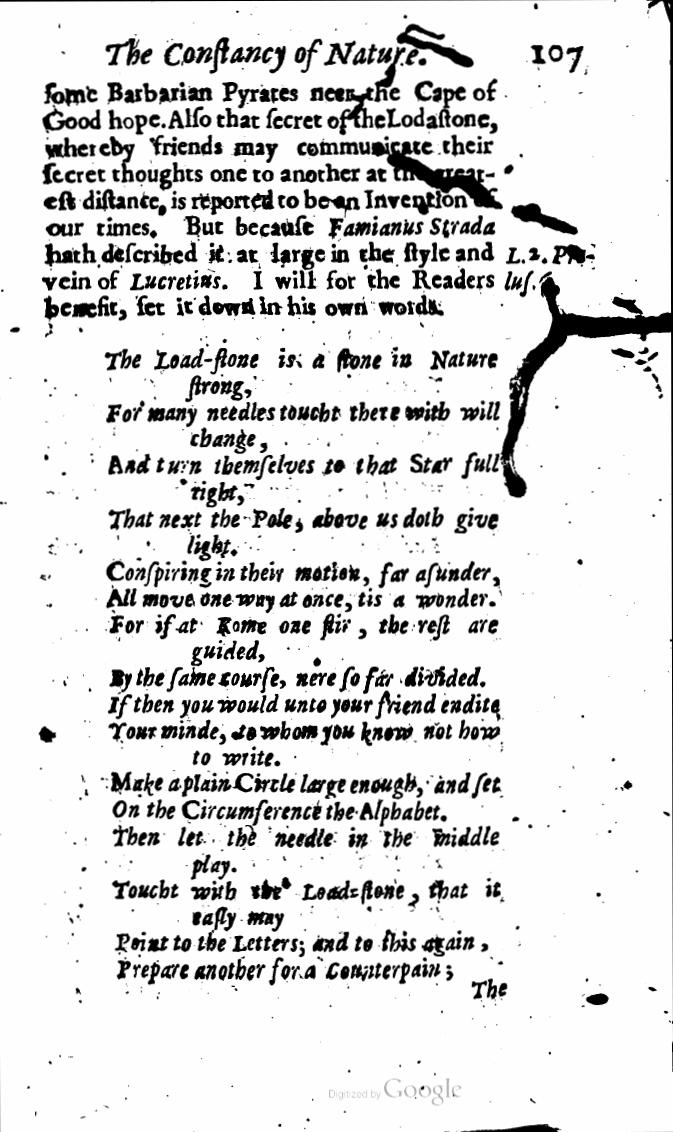 The Conſtancy of Nature. 107
ſome Barbarian Pyrates neer the Cape of
Good hope. Alſo that ſecret of the Lodaſtone,
whereby friends may communicate their
ſecret thoughts one to another at the great-
eſt diſtance, is reported to be an Invention of
our times. But becauſe Famianus Strada
hath deſcribed it at large in the ſtyle and
vein of Lucretius. I will for the Readers
benefit, ſet it down in his own words.
L. 2. Pro-
luſ. 6
The Load-ſtone is a ſtone in Nature
ſtrong,
For many needles toucht there with will
change,
And turn themſelves to that Star full
right,
That next the Pole, above us doth give
light.
Conſpiring in their motion, far aſunder,
All move one way at once, tis a wonder.
For if at Rome one ſtir, the reſt are
guided,
By the ſame courſe, nere ſo far divided.
If then you would unto your friend endite
Your minde, to whom you know not how
to write.
Make a plain Circle large enough, and ſet
On the Circumference the Alphabet.
Then let the needle in the middle
play.
Toucht with the Load-ſtone, that it
eaſly may
Point to the Letters; and to this again,
Prepare another for a Counterpain;
The
Digitized by Google